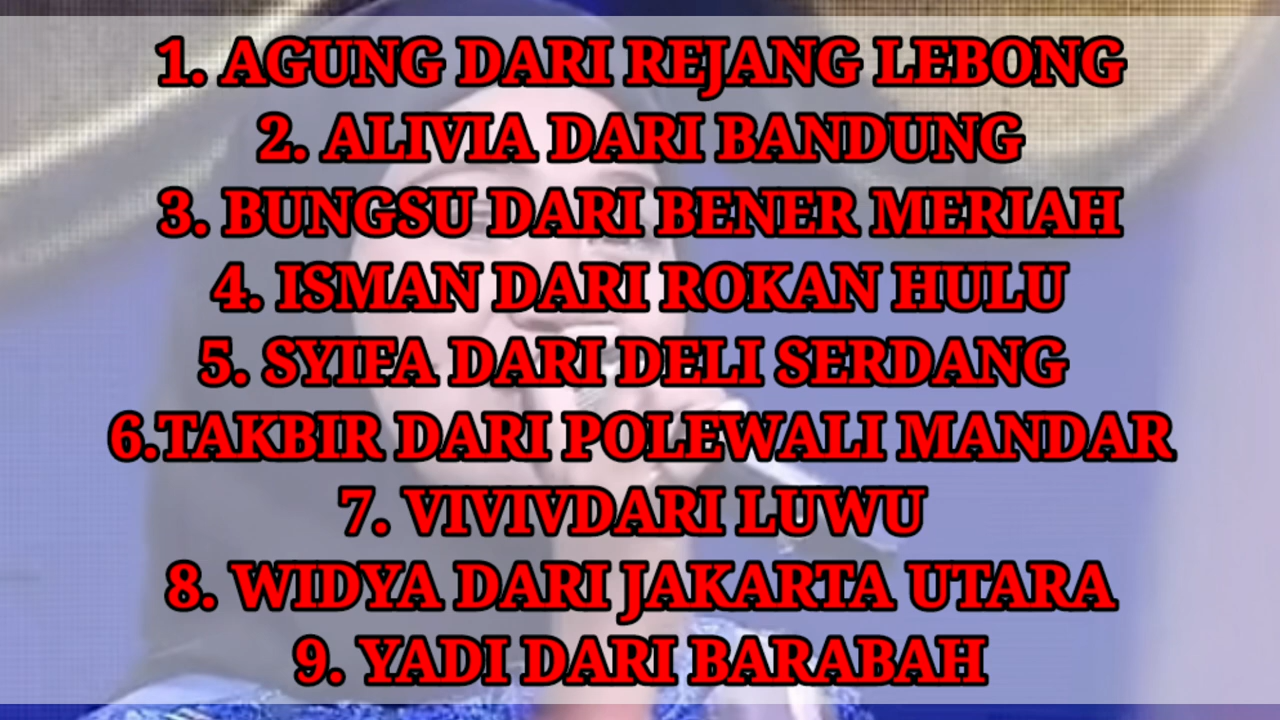 1. AGUNG DARI REJANG LEBONG
2. ALIVIA DARI BANDUNG
3. BUNGSU DARI BENER MERIAH
4. ISMAN DARI ROKAN HULU
5. SYIFA DARI DELI SERDANG
6.TAKBIR DARI POLEWALI MANDAR
7. VIVIVDARI LUWU
8. WIDYA DARI JAKARTA UTARA
9. YADI DARI BARABAH